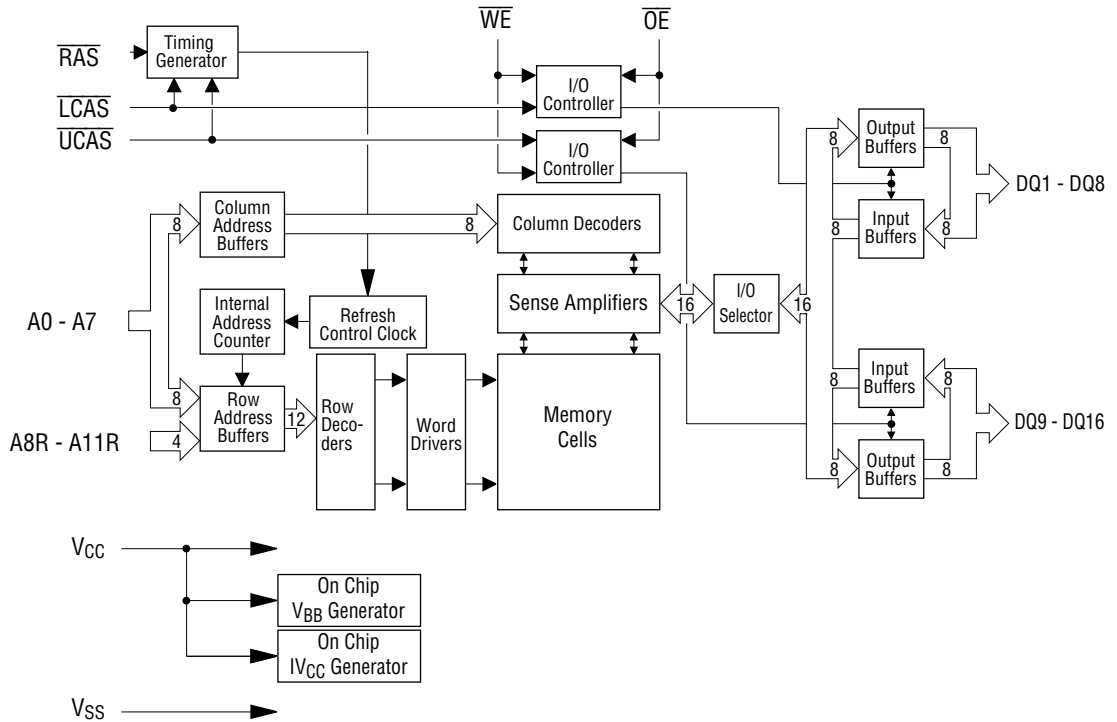 WE
OE
RAS
Timing
Generator
I/O
Controller
LCAS
UCAS
I/O
Controller
Output
Buffers
8
8
DQ1 - DQ8
Input
Buffers
8
8
Column
Address
Buffers
8
8
Column Decoders
A0 - A7
Internal
Address
Counter
Refresh
Control Clock
Sense Amplifiers
16
I/O
Selector
16
8
Row
Address
Buffers
12
A8R - A11R
4
Row
Deco-
ders
Word
Drivers
Memory
Cells
Input
Buffers
8
8
DQ9 - DQ16
Output
Buffers
8
8
VCC
On Chip
VBB Generator
On Chip
IVCC Generator
VSS